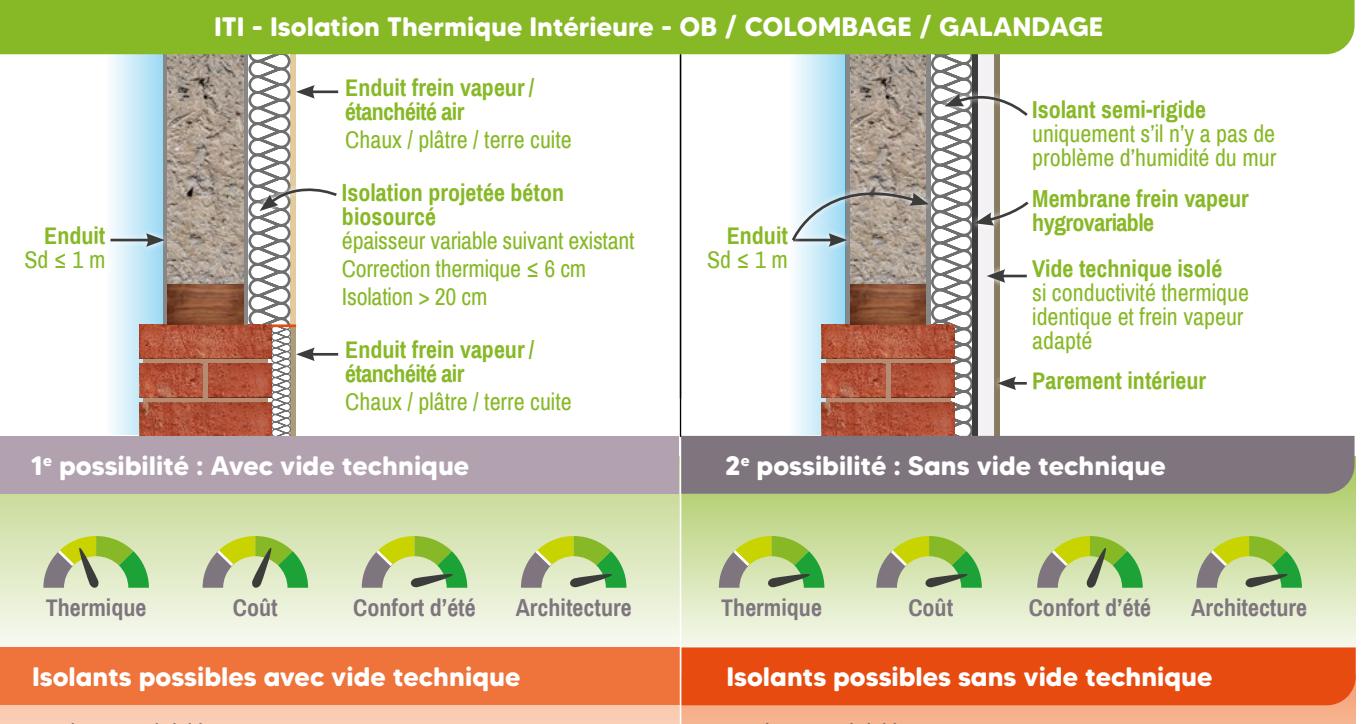 ITI - Isolation Thermique Intérieure - OB / COLOMBAGE / GALANDAGE
Enduit frein vapeur /
étanchéité air
Chaux / plâtre / terre cuite
Isolation projetée béton
biosourcé
épaisseur variable suivant existant
Correction thermique ≤ 6 cm
Isolation > 20 cm
Enduit
Sd ≤ 1 m
Enduit frein vapeur /
étanchéité air
Chaux / plâtre / terre cuite
Isolant semi-rigide
uniquement s’il n’y a pas de
problème d’humidité du mur
Membrane frein vapeur
hygrovariable
Enduit
Sd ≤ 1 m
Vide technique isolé
si conductivité thermique
identique et frein vapeur
adapté
Parement intérieur
1e possibilité : Avec vide technique
2e possibilité : Sans vide technique
Thermique
Coût
Confort d’été
Architecture
Thermique
Coût
Confort d’été
Architecture
Isolants possibles avec vide technique
Isolants possibles sans vide technique